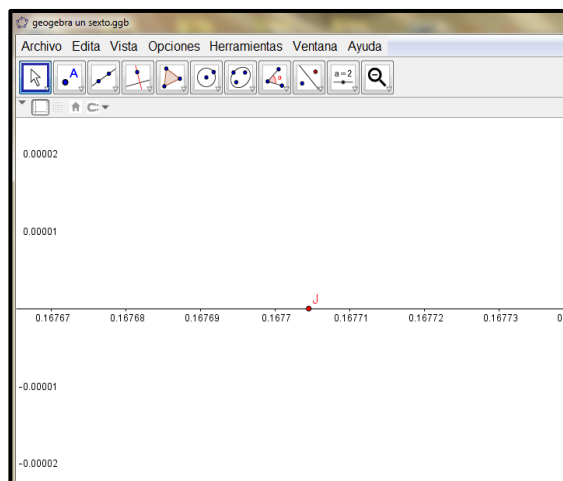 geogebra un sexto.ggb
Archivo Edita Vista Opciones Herramientas Ventana Ayuda
A a=2
0.00002
0.00001
J
0.16767 0.16768 0.16769 0.1677 0.16771 0.16772 0.16773
-0.00001
-0.00002